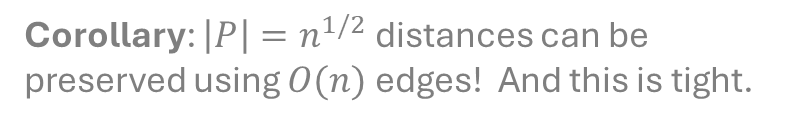 Corollary: |P| = n^{1/2} distances can be
preserved using O(n) edges! And this is tight.